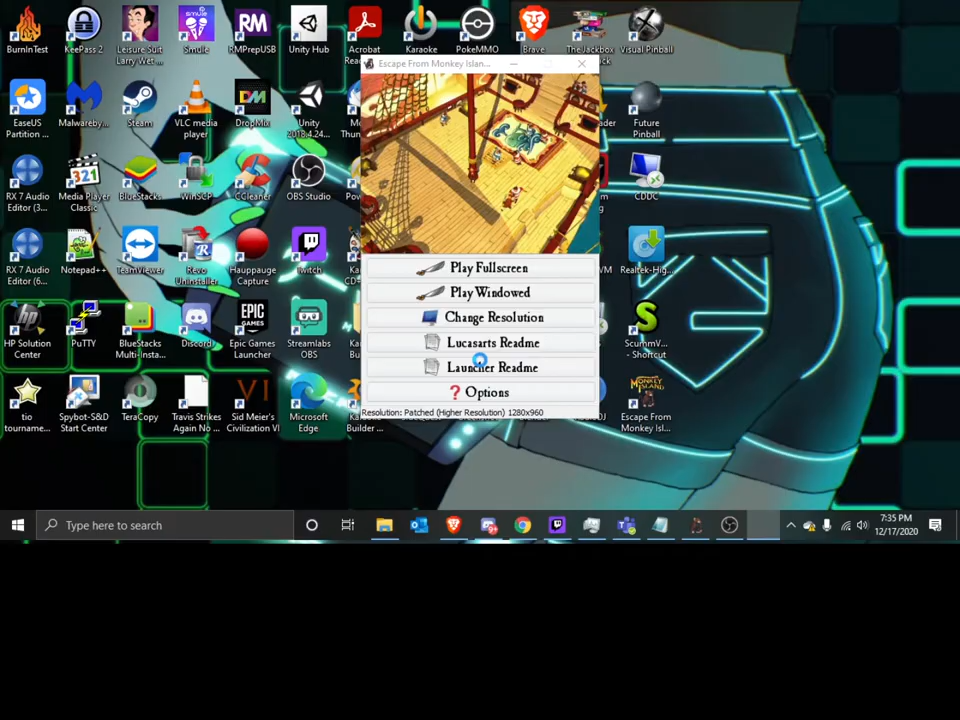 BurnInTest
KeePass 2
Leisure Suit
Larry Wet ...
Smule
RMPrepUSB
Unity Hub
Acrobat
Karaoke
PokeMMO
Brave
The Jackbox
Visual Pinball
Escape From Monkey Islan...
EaseUS
Partition ...
Malwareby...
Steam
VLC media
player
DropMix
Unity
2018.4.24...
Future
Pinball
RX 7 Audio
Editor (3...
Media Player
Classic
BlueStacks
WinSCP
CCleaner
OBS Studio
CDDC
RX 7 Audio
Editor (6...
Notepad++
TeamViewer
Revo
Uninstaller
Hauppauge
Capture
Twitch
Realtek-Hig...
Play Fullscreen
Play Windowed
Change Resolution
Lucasarts Readme
Launcher Readme
Options
Resolution: Patched (Higher Resolution) 1280x960
HP Solution
Center
PuTTY
BlueStacks
Multi-Insta...
Discord
Epic Games
Launcher
Streamlabs
OBS
ScummV...
- Shortcut
tio
tourname...
Spybot-S&D
Start Center
TeraCopy
Travis Strikes
Again No ...
Sid Meier's
Civilization VI
Microsoft
Edge
Escape From
Monkey Isl...
Type here to search
7:35 PM
12/17/2020